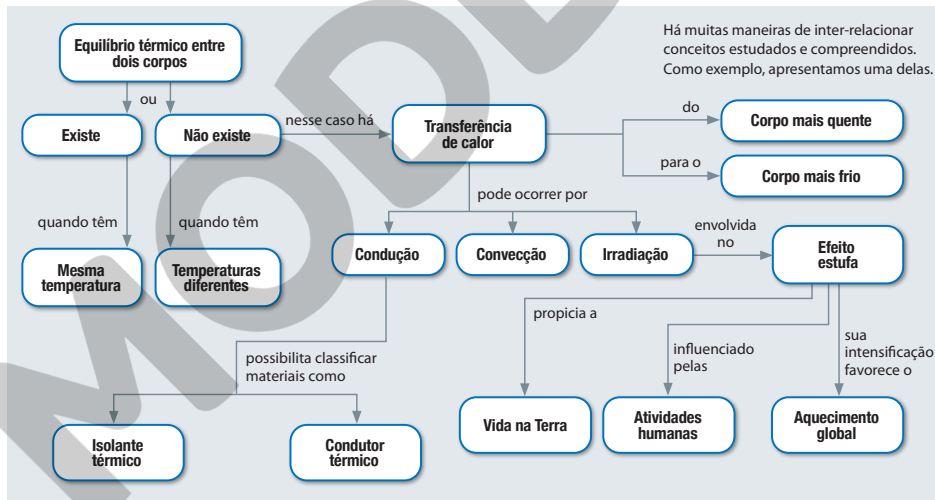 Equilíbrio térmico entre
dois corpos
Há muitas maneiras de inter-relacionar
conceitos estudados e compreendidos.
Como exemplo, apresentamos uma delas.
ou
Existe
Não existe
nesse caso há
Transferência
de calor
do
Corpo mais quente
para o
Corpo mais frio
pode ocorrer por
quando têm
quando têm
Mesma
temperatura
Temperaturas
diferentes
Condução
Convecção
Irradiação
envolvida
no
Efeito
estufa
possibilita classificar
materiais como
propicia a
influenciado
pelas
sua
intensificação
favorece o
Isolante
térmico
Condutor
térmico
Vida na Terra
Atividades
humanas
Aquecimento
global